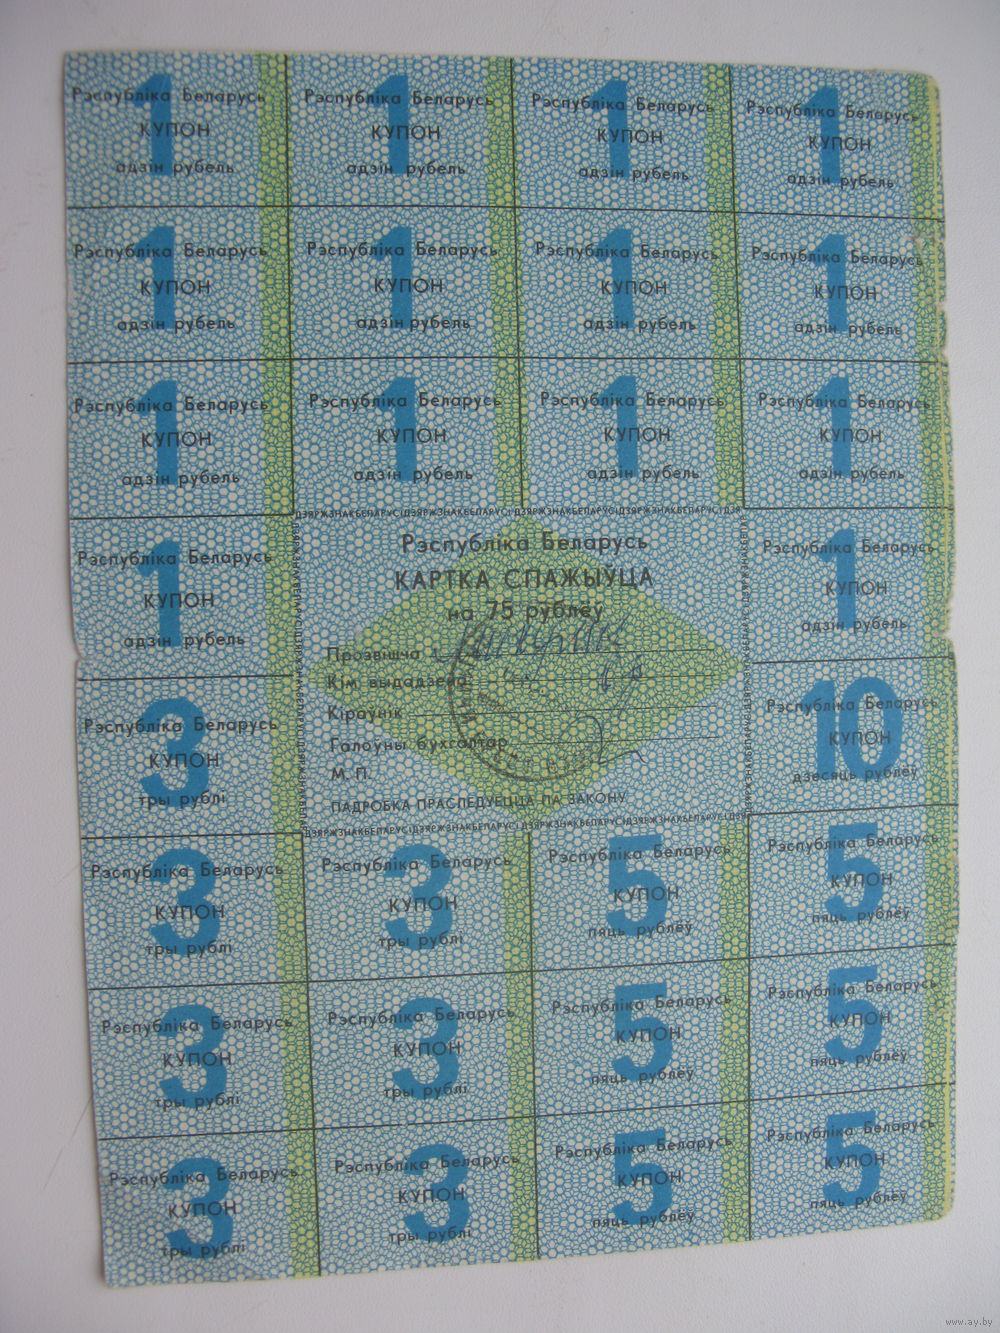 Рэспубліка Беларусь
КУПОН
адзін рубель
1
Рэспубліка Беларусь
КУПОН
адзін рубель
1
Рэспубліка Беларусь
КУПОН
адзін рубель
1
Рэспубліка Беларусь
КУПОН
адзін рубель
1
Рэспубліка Беларусь
КУПОН
адзін рубель
1
Рэспубліка Беларусь
КУПОН
адзін рубель
1
Рэспубліка Беларусь
КУПОН
адзін рубель
1
Рэспубліка Беларусь
КУПОН
адзін рубель
1
Рэспубліка Беларусь
КУПОН
адзін рубель
1
Рэспубліка Беларусь
КУПОН
адзін рубель
1
Рэспубліка Беларусь
КУПОН
адзін рубель
1
Рэспубліка Беларусь
КУПОН
адзін рубель
1
Рэспубліка Беларусь
КУПОН
адзін рубель
1
ДЗЯРЖЗНАКБЕЛАРУСІДЗЯРЖЗНАКБЕЛАРУСІДЗЯРЖЗНАКБЕЛАРУСІДЗЯРЖЗНАКБЕЛАРУСІДЗЯ
Рэспубліка Беларусь
КАРТКА СПАЖЫЎЦА
на 75 рублёў
Прозвішча
Кім выдадзена
Кіраўнік
Галоўны бухгалтар
М. П.
ПАДРОБКА ПРАСЛЕДУЕЦЦА ПА ЗАКОНУ
ДЗЯРЖЗНАКБЕЛАРУСІДЗЯРЖЗНАКБЕЛАРУСІДЗЯРЖЗНАКБЕЛАРУСІДЗЯРЖЗНАКБЕЛАРУСІДЗЯ
Рэспубліка Беларусь
КУПОН
адзін рубель
1
Рэспубліка Беларусь
КУПОН
тры рублі
3
Рэспубліка Беларусь
КУПОН
дзесяць рублёў
10
Рэспубліка Беларусь
КУПОН
тры рублі
3
Рэспубліка Беларусь
КУПОН
тры рублі
3
Рэспубліка Беларусь
КУПОН
пяць рублёў
5
Рэспубліка Беларусь
КУПОН
пяць рублёў
5
Рэспубліка Беларусь
КУПОН
тры рублі
3
Рэспубліка Беларусь
КУПОН
тры рублі
3
Рэспубліка Беларусь
КУПОН
пяць рублёў
5
Рэспубліка Беларусь
КУПОН
пяць рублёў
5
Рэспубліка Беларусь
КУПОН
тры рублі
3
Рэспубліка Беларусь
КУПОН
тры рублі
3
Рэспубліка Беларусь
КУПОН
пяць рублёў
5
Рэспубліка Беларусь
КУПОН
пяць рублёў
5
www.ay.by